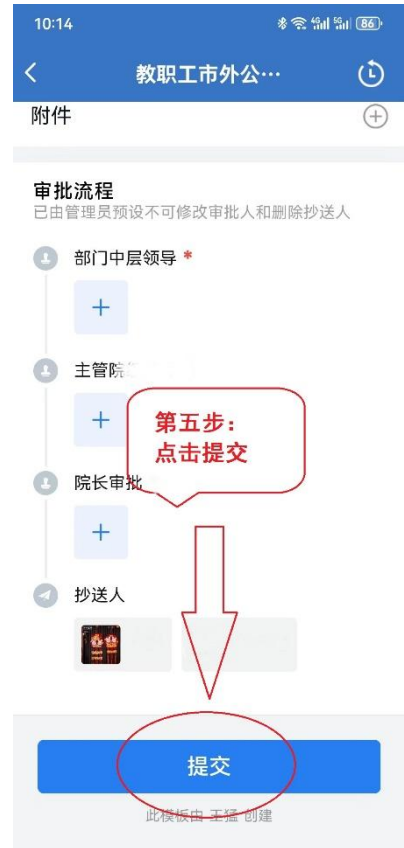 10:14
4G 5G 86
教职工市外公…
附件
审批流程
已由管理员预设不可修改审批人和删除抄送人
部门中层领导 *
+
主管院
+
第五步：
点击提交
院长审批
+
抄送人
提交
此模板由 王猛 创建